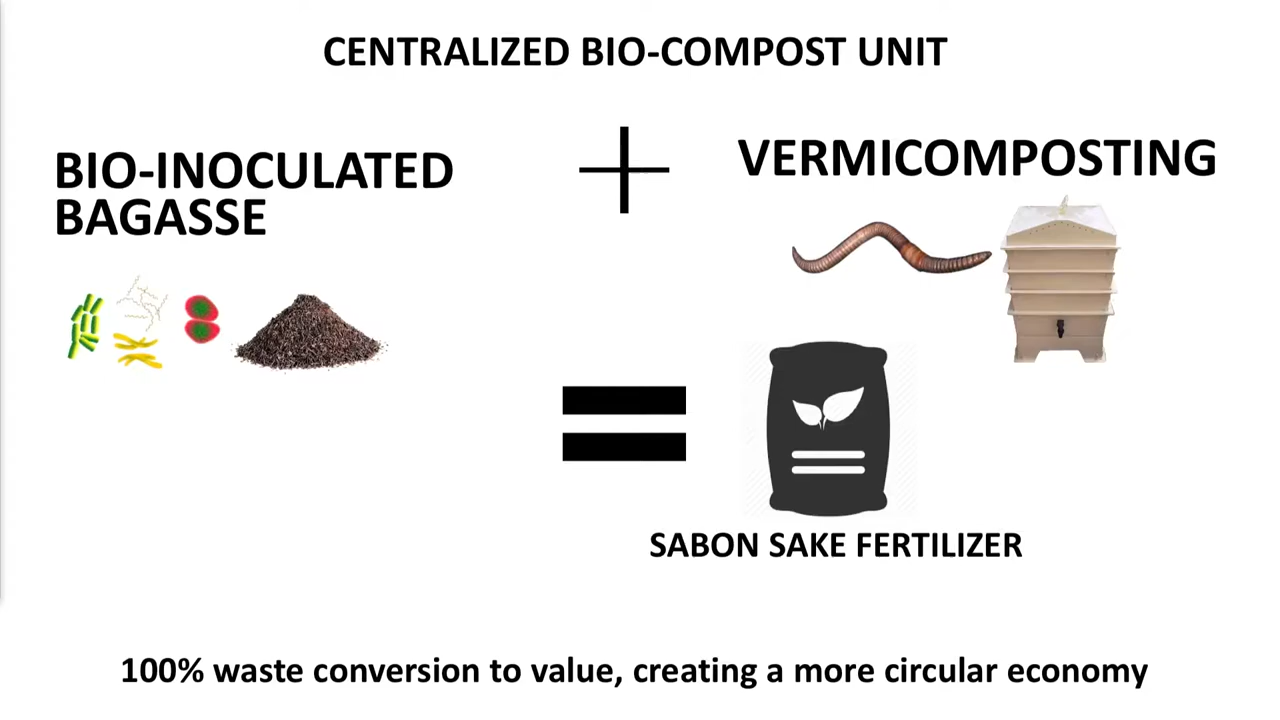 CENTRALIZED BIO-COMPOST UNIT
BIO-INOCULATED
BAGASSE
VERMICOMPOSTING
SABON SAKE FERTILIZER
100% waste conversion to value, creating a more circular economy